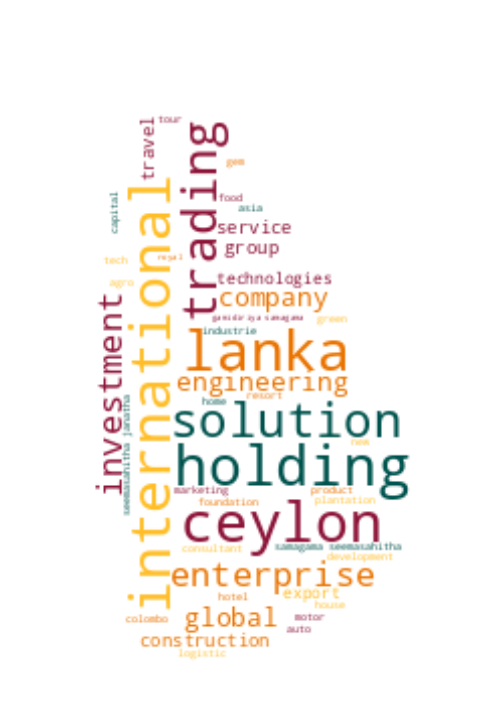 tour
travel
trading
gem
capital
international
food
asia
service
group
tech
royal
agro
technologies
company
gamidiriya samagama
green
industrie
investment
lanka
engineering
seemasahitha janatha
home
resort
solution
new
holding
marketing
product
foundation
plantation
ceylon
consultant
samagama seemasahitha
development
enterprise
export
hotel
house
colombo
global
motor
auto
construction
logistic